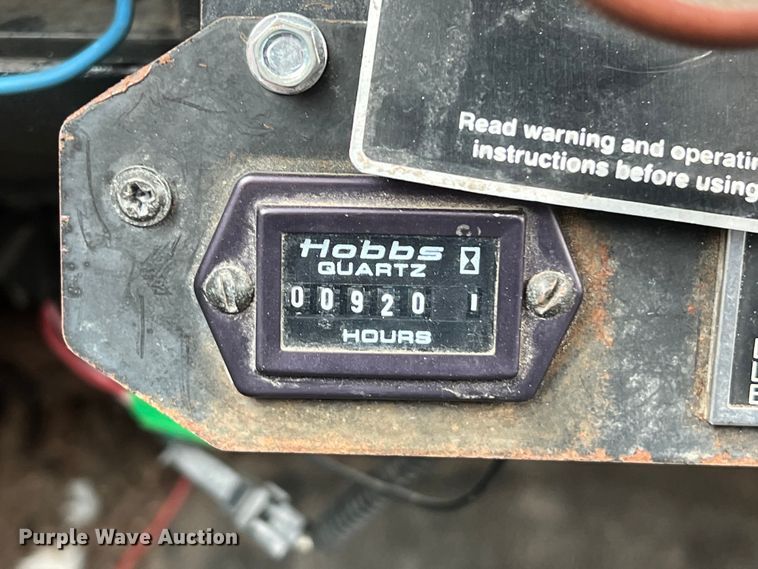 Read warning and operatin
instructions before using
Hobbs
QUARTZ
00920 1
HOURS
Purple Wave Auction